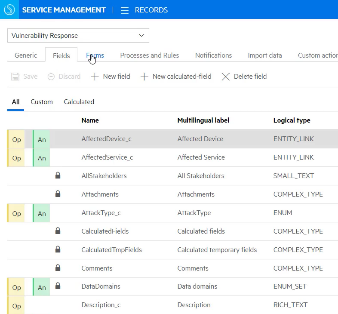 SERVICE MANAGEMENT RECORDS
Vulnerability Response
Generic Fields Forms Processes and Rules Notifications Import data Custom action
Save Discard New field New calculated-field Delete field
All Custom Calculated
Name Multilingual label Logical type
Op An AffectedDevice_c Affected Device ENTITY_LINK
Op An AffectedService_c Affected Service ENTITY_LINK
AllStakeholders All Stakeholders SMALL_TEXT
Attachments Attachments COMPLEX_TYPE
Op An AttackType_c AttackType ENUM
CalculatedFields Calculated fields COMPLEX_TYPE
CalculatedTmpFields Calculated temporary fields COMPLEX_TYPE
Comments Comments COMPLEX_TYPE
Op An DataDomains Data domains ENUM_SET
Op Description_c Description RICH_TEXT